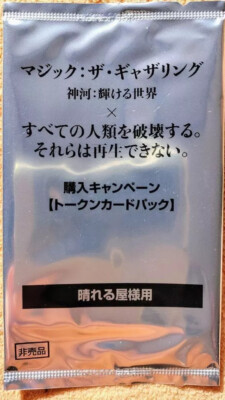 マジック：ザ・ギャザリング
神河：輝ける世界
×
すべての人類を破壊する。
それらは再生できない。
購入キャンペーン
【トークンカードパック】
晴れる屋様用
非売品